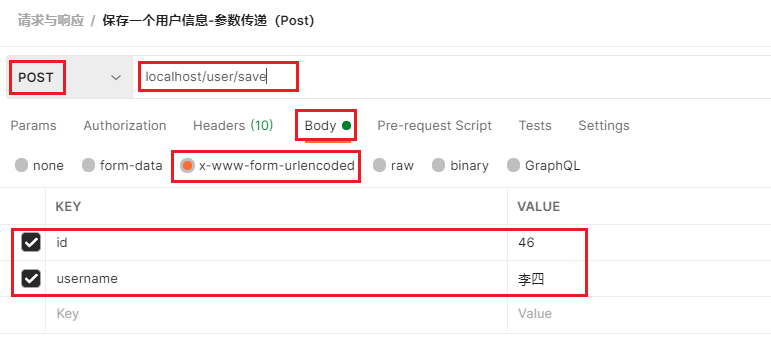 请求与响应 / 保存一个用户信息-参数传递（Post）
POST localhost/user/save
Params Authorization Headers (10) Body Pre-request Script Tests Settings
none form-data x-www-form-urlencoded raw binary GraphQL
KEY VALUE
id 46
username 李四
Key Value